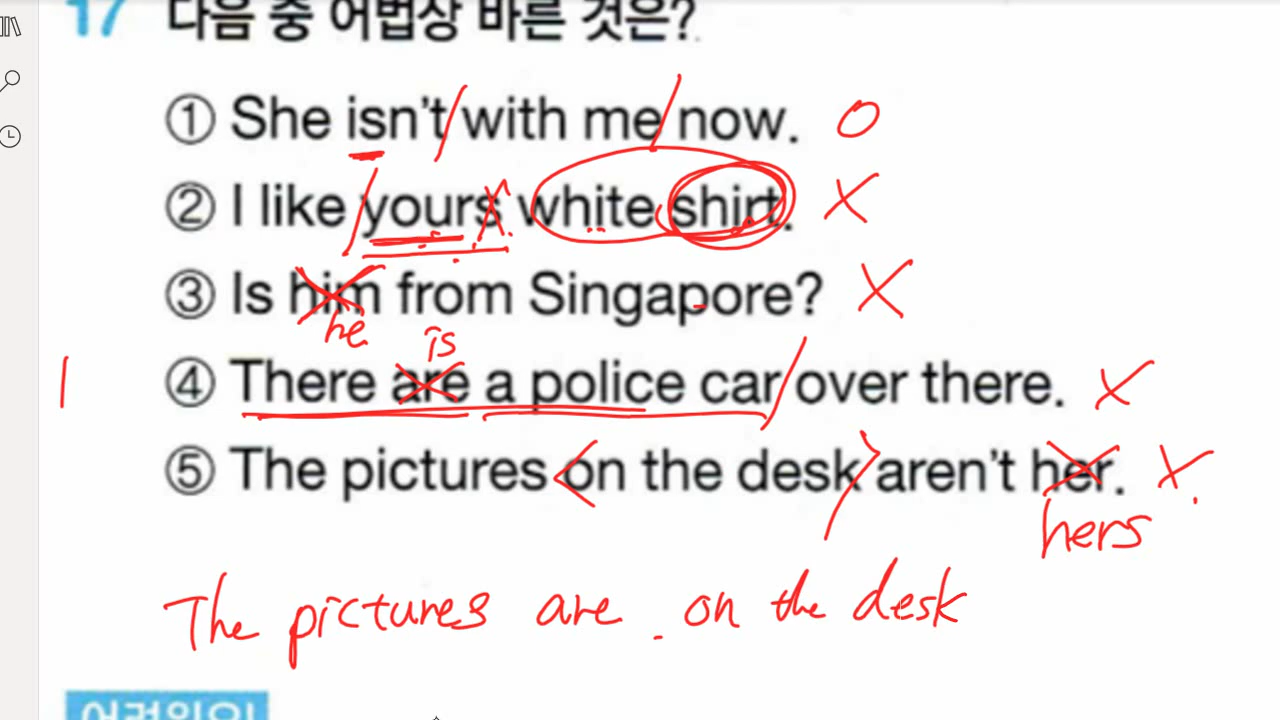 17 다음 중 어법상 바른 것은?
① She isn't / with me / now. O
② I like yours white shirt. X
③ Is him from Singapore? X
he
is
④ There are a police car / over there. X
⑤ The pictures < on the desk > aren't her. X
hers
The pictures are on the desk